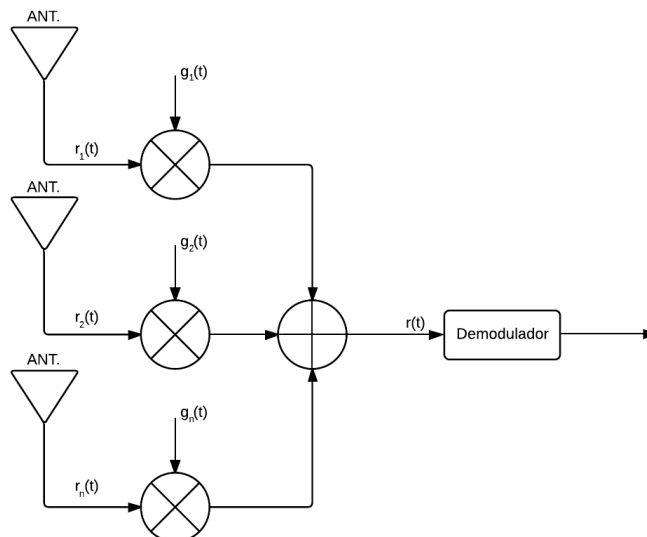 ANT.
g₁(t)
r₁(t)
ANT.
g₂(t)
r₂(t)
r(t)
Demodulador
ANT.
gₙ(t)
rₙ(t)